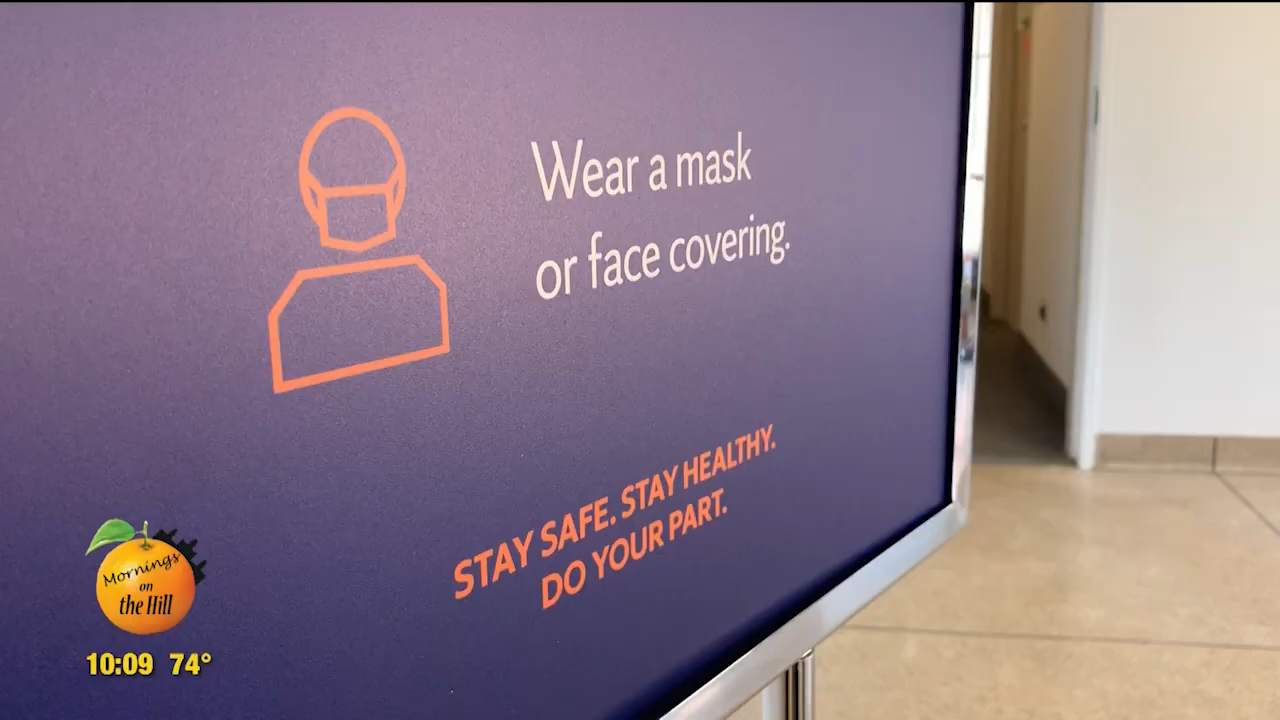 Wear a mask
or face covering.
STAY SAFE. STAY HEALTHY.
DO YOUR PART.
Mornings
on
the Hill
10:09 74°